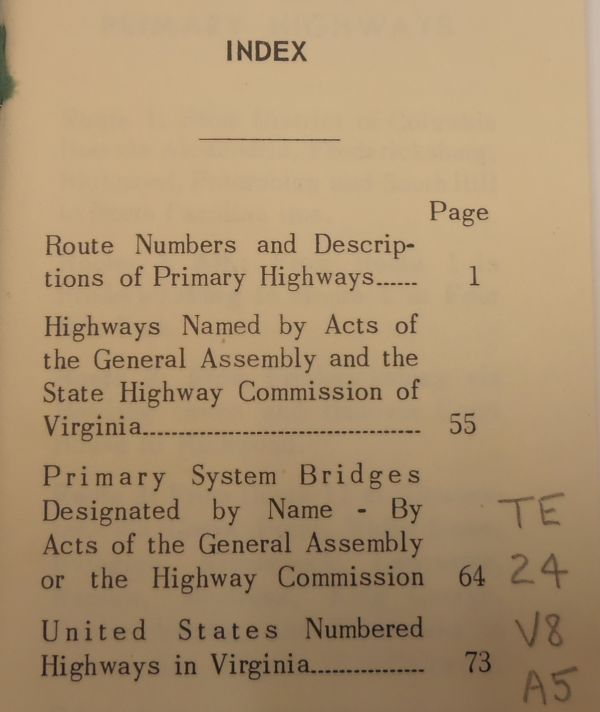 INDEX
Page
Route Numbers and Descrip-
tions of Primary Highways...... 1
Highways Named by Acts of
the General Assembly and the
State Highway Commission of
Virginia........................................ 55
Primary System Bridges
Designated by Name - By
Acts of the General Assembly
or the Highway Commission 64
United States Numbered
Highways in Virginia................. 73
TE
24
V8
A5